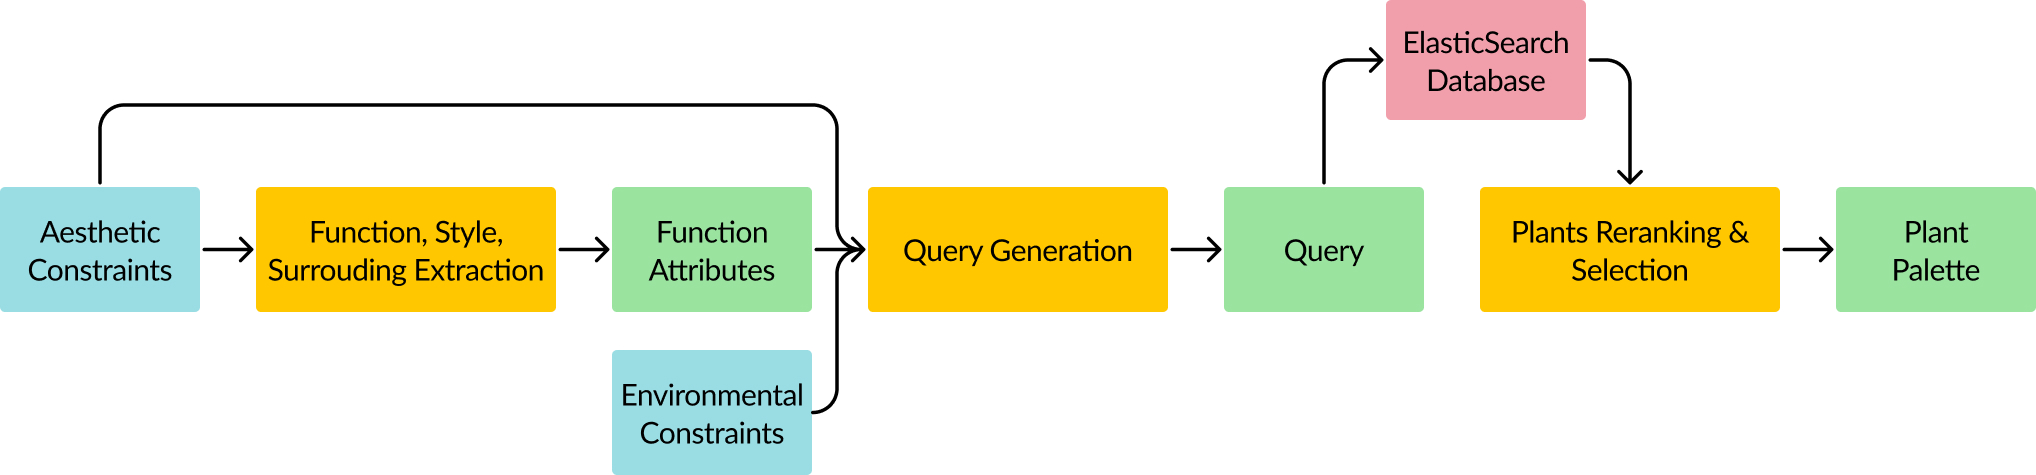 ElasticSearch
Database
Aesthetic
Constraints
Function, Style,
Surrouding Extraction
Function
Attributes
Query Generation
Query
Plants Reranking &
Selection
Plant
Palette
Environmental
Constraints